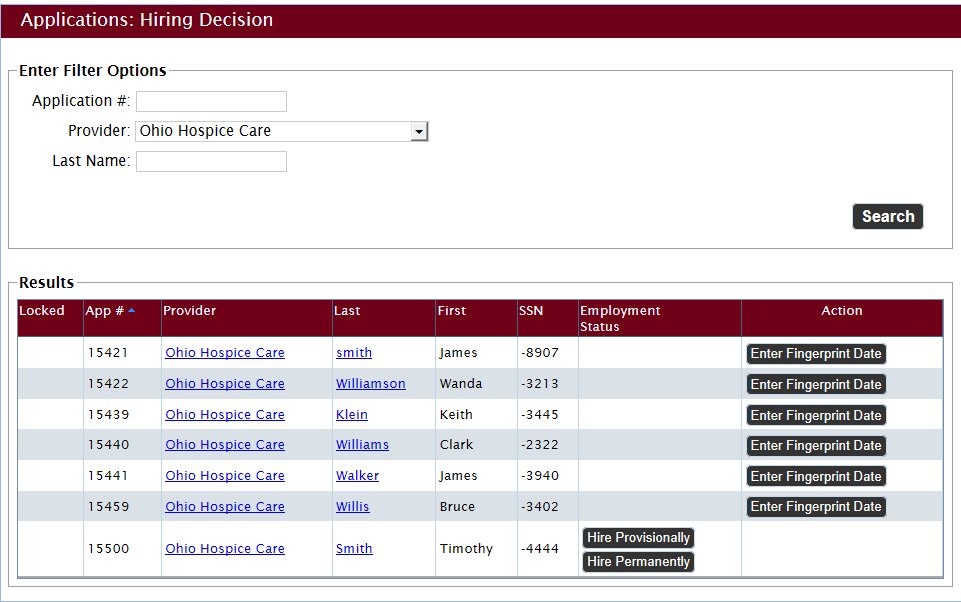 Applications: Hiring Decision
Enter Filter Options
Application #:
Provider: Ohio Hospice Care
Last Name:
Search
Results
Locked App # Provider Last First SSN Employment Status Action
15421 Ohio Hospice Care smith James -8907 Enter Fingerprint Date
15422 Ohio Hospice Care Williamson Wanda -3213 Enter Fingerprint Date
15439 Ohio Hospice Care Klein Keith -3445 Enter Fingerprint Date
15440 Ohio Hospice Care Williams Clark -2322 Enter Fingerprint Date
15441 Ohio Hospice Care Walker James -3940 Enter Fingerprint Date
15459 Ohio Hospice Care Willis Bruce -3402 Enter Fingerprint Date
15500 Ohio Hospice Care Smith Timothy -4444 Hire Provisionally
Hire Permanently